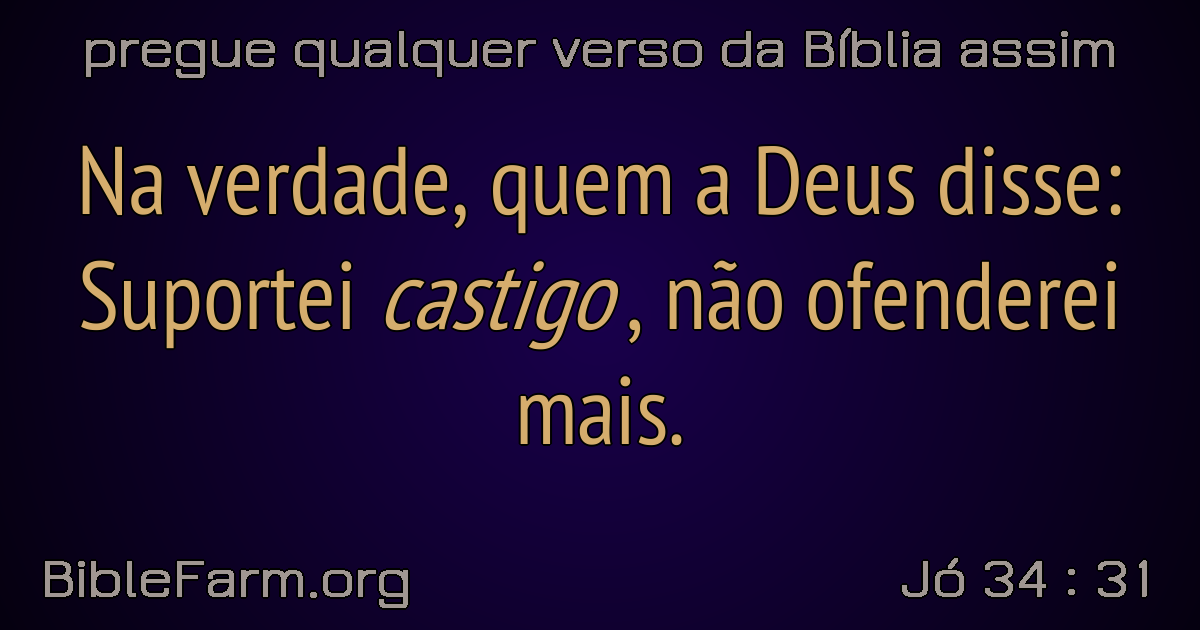 pregue qualquer verso da Bíblia assim
Na verdade, quem a Deus disse:
Suportei castigo, não ofenderei
mais.
BibleFarm.org
Jó 34 : 31